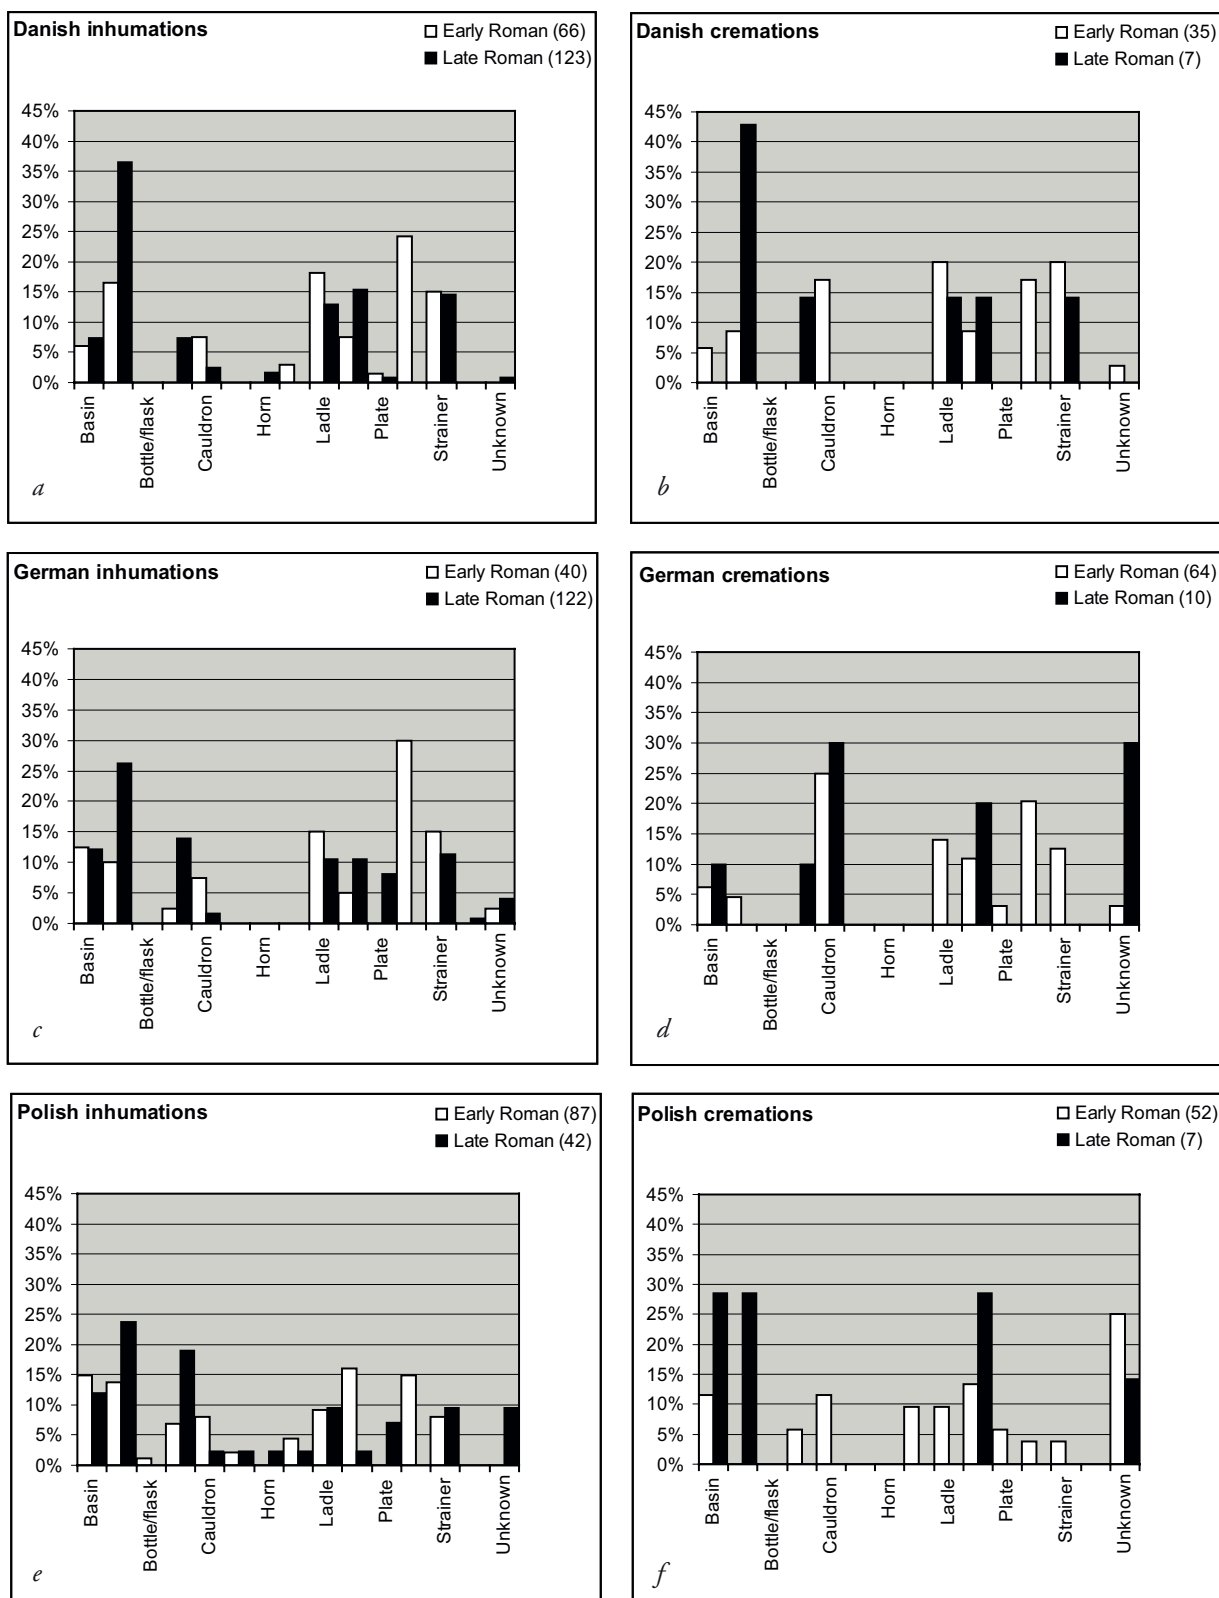 Danish inhumations
Early Roman (66)
Late Roman (123)
45%
40%
35%
30%
25%
20%
15%
10%
5%
0%
Basin
Bottle/flask
Cauldron
Horn
Ladle
Plate
Strainer
Unknown
a
Danish cremations
Early Roman (35)
Late Roman (7)
45%
40%
35%
30%
25%
20%
15%
10%
5%
0%
Basin
Bottle/flask
Cauldron
Horn
Ladle
Plate
Strainer
Unknown
b
German inhumations
Early Roman (40)
Late Roman (122)
45%
40%
35%
30%
25%
20%
15%
10%
5%
0%
Basin
Bottle/flask
Cauldron
Horn
Ladle
Plate
Strainer
Unknown
c
German cremations
Early Roman (64)
Late Roman (10)
45%
40%
35%
30%
25%
20%
15%
10%
5%
0%
Basin
Bottle/flask
Cauldron
Horn
Ladle
Plate
Strainer
Unknown
d
Polish inhumations
Early Roman (87)
Late Roman (42)
45%
40%
35%
30%
25%
20%
15%
10%
5%
0%
Basin
Bottle/flask
Cauldron
Horn
Ladle
Plate
Strainer
Unknown
e
Polish cremations
Early Roman (52)
Late Roman (7)
45%
40%
35%
30%
25%
20%
15%
10%
5%
0%
Basin
Bottle/flask
Cauldron
Horn
Ladle
Plate
Strainer
Unknown
f